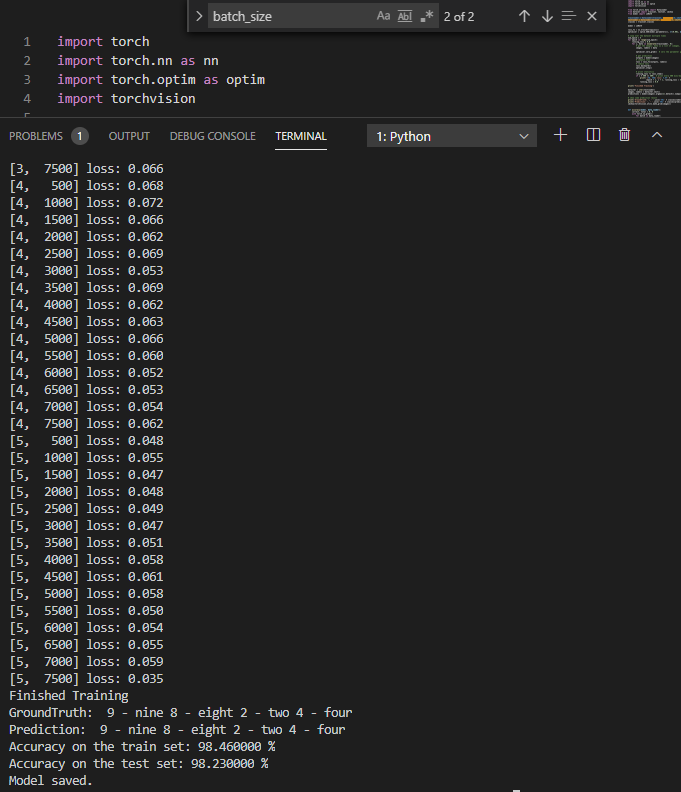 batch_size Aa Abl .* 2 of 2
1 import torch
2 import torch.nn as nn
3 import torch.optim as optim
4 import torchvision
PROBLEMS 1 OUTPUT DEBUG CONSOLE TERMINAL 1: Python
[3,  7500] loss: 0.066
[4,   500] loss: 0.068
[4,  1000] loss: 0.072
[4,  1500] loss: 0.066
[4,  2000] loss: 0.062
[4,  2500] loss: 0.069
[4,  3000] loss: 0.053
[4,  3500] loss: 0.069
[4,  4000] loss: 0.062
[4,  4500] loss: 0.063
[4,  5000] loss: 0.066
[4,  5500] loss: 0.060
[4,  6000] loss: 0.052
[4,  6500] loss: 0.053
[4,  7000] loss: 0.054
[4,  7500] loss: 0.062
[5,   500] loss: 0.048
[5,  1000] loss: 0.055
[5,  1500] loss: 0.047
[5,  2000] loss: 0.048
[5,  2500] loss: 0.049
[5,  3000] loss: 0.047
[5,  3500] loss: 0.051
[5,  4000] loss: 0.058
[5,  4500] loss: 0.061
[5,  5000] loss: 0.058
[5,  5500] loss: 0.050
[5,  6000] loss: 0.054
[5,  6500] loss: 0.055
[5,  7000] loss: 0.059
[5,  7500] loss: 0.035
Finished Training
GroundTruth:  9 - nine 8 - eight 2 - two 4 - four
Prediction:  9 - nine 8 - eight 2 - two 4 - four
Accuracy on the train set: 98.460000 %
Accuracy on the test set: 98.230000 %
Model saved.